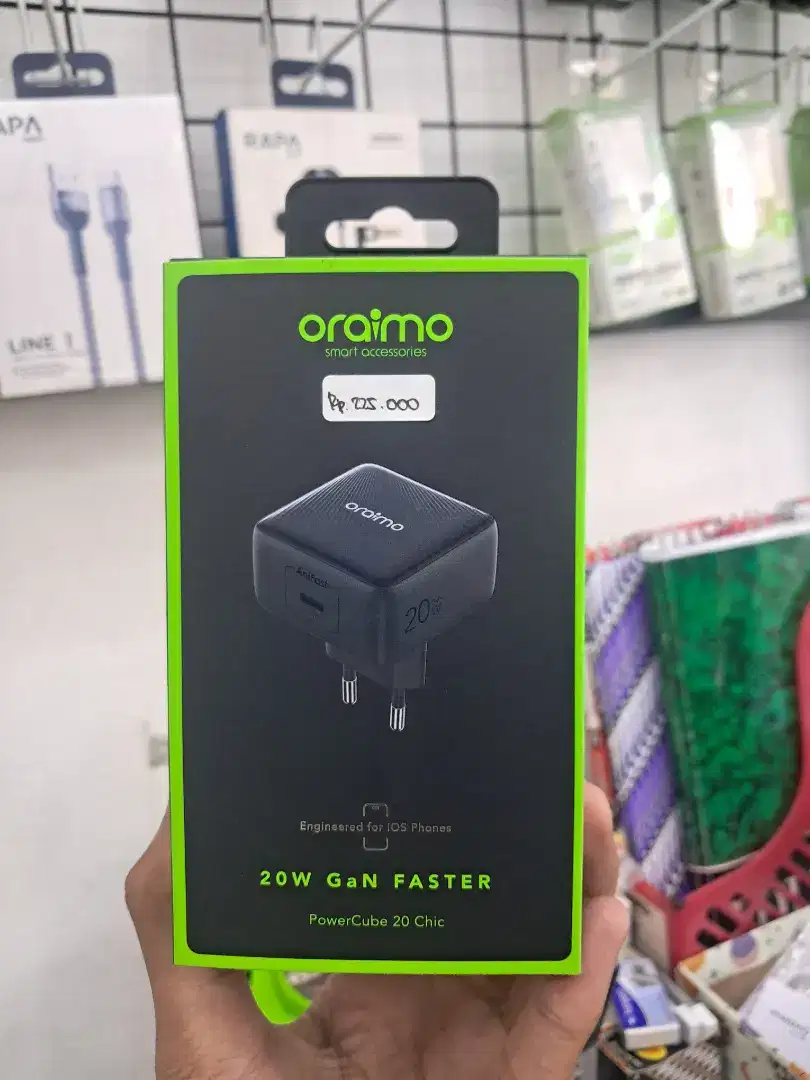 RAPA
LINE 1
oraimo
smart accessories
Rp. 225.000
oraimo
AniFast
20W
Engineered for iOS Phones
20W GaN FASTER
PowerCube 20 Chic